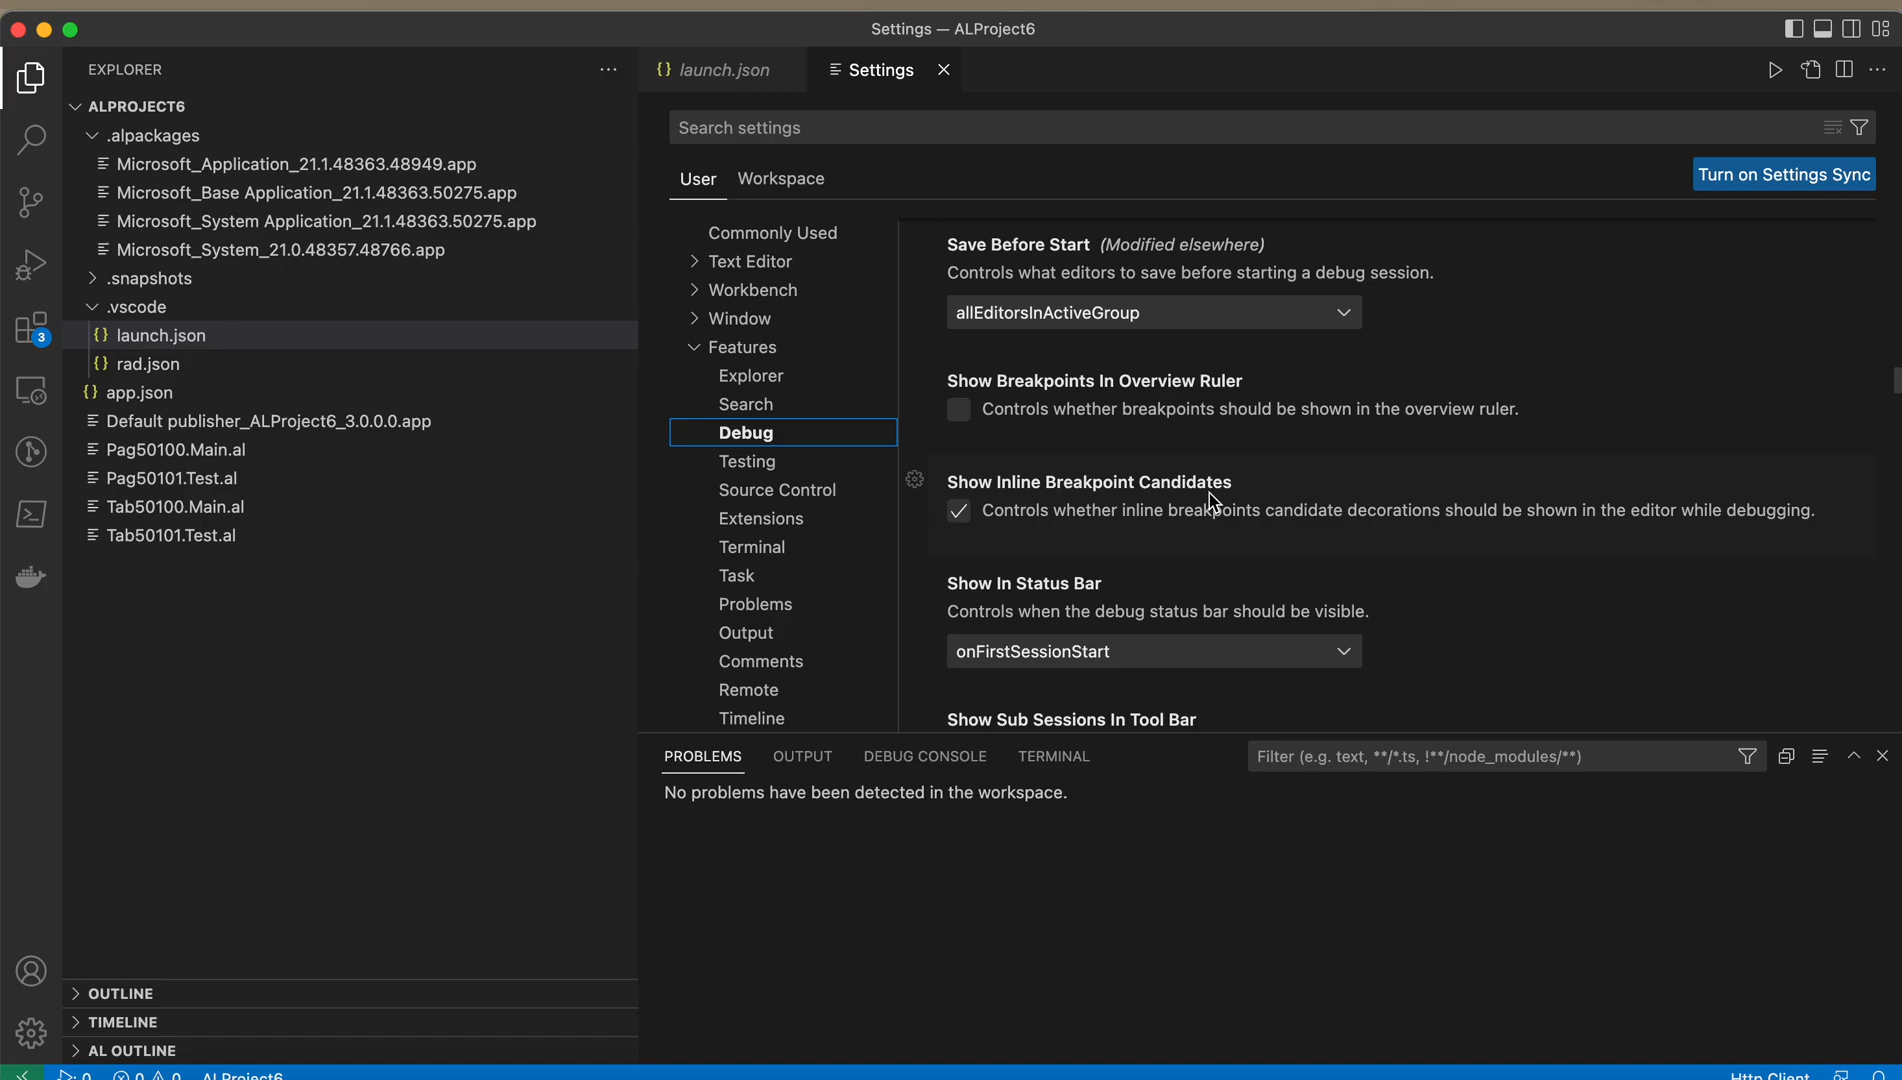 Settings — ALProject6
EXPLORER
ALPROJECT6
.alpackages
Microsoft_Application_21.1.48363.48949.app
Microsoft_Base Application_21.1.48363.50275.app
Microsoft_System Application_21.1.48363.50275.app
Microsoft_System_21.0.48357.48766.app
.snapshots
.vscode
{} launch.json
{} rad.json
{} app.json
Default publisher_ALProject6_3.0.0.0.app
Pag50100.Main.al
Pag50101.Test.al
Tab50100.Main.al
Tab50101.Test.al
3
OUTLINE
TIMELINE
AL OUTLINE
{} launch.json
Settings
Search settings
User
Workspace
Turn on Settings Sync
Commonly Used
Text Editor
Workbench
Window
Features
Explorer
Search
Debug
Testing
Source Control
Extensions
Terminal
Task
Problems
Output
Comments
Remote
Timeline
Save Before Start (Modified elsewhere)
Controls what editors to save before starting a debug session.
allEditorsInActiveGroup
Show Breakpoints In Overview Ruler
Controls whether breakpoints should be shown in the overview ruler.
Show Inline Breakpoint Candidates
Controls whether inline breakpoints candidate decorations should be shown in the editor while debugging.
Show In Status Bar
Controls when the debug status bar should be visible.
onFirstSessionStart
Show Sub Sessions In Tool Bar
PROBLEMS
OUTPUT
DEBUG CONSOLE
TERMINAL
Filter (e.g. text, **/*.ts, !**/node_modules/**)
No problems have been detected in the workspace.
0
0
0
ALProject6
Http Client